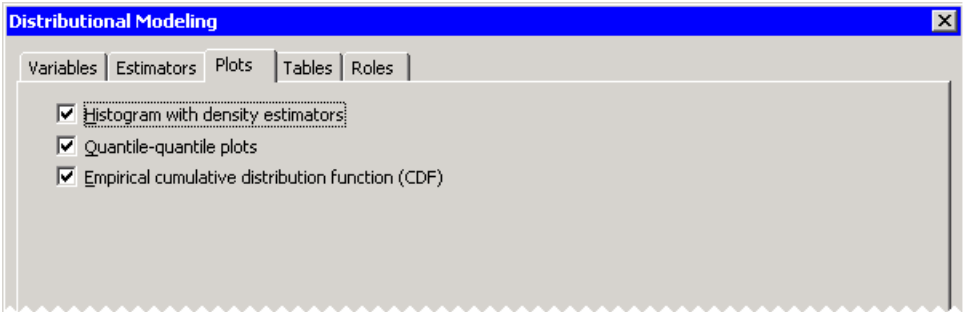 Distributional Modeling
Variables Estimators Plots Tables Roles
Histogram with density estimators
Quantile-quantile plots
Empirical cumulative distribution function (CDF)